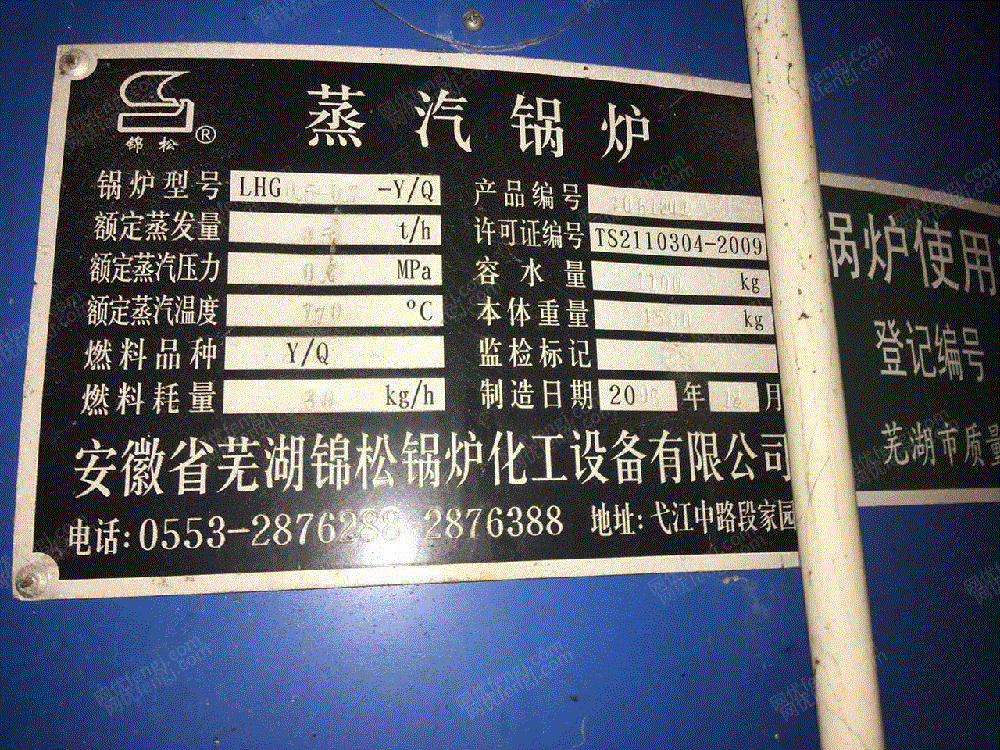 锦松®
蒸汽锅炉
锅炉型号 LHG -Y/Q
额定蒸发量 t/h
额定蒸汽压力 MPa
额定蒸汽温度 170 ℃
燃料品种 Y/Q
燃料耗量 kg/h
产品编号
许可证编号 TS2110304-2009
容水量 1100 kg
本体重量 kg
监检标记
制造日期 20 年 月
安徽省芜湖锦松锅炉化工设备有限公司
电话:0553-2876288 2876388 地址:弋江中路段家园
锅炉使用
登记编号
芜湖市质量